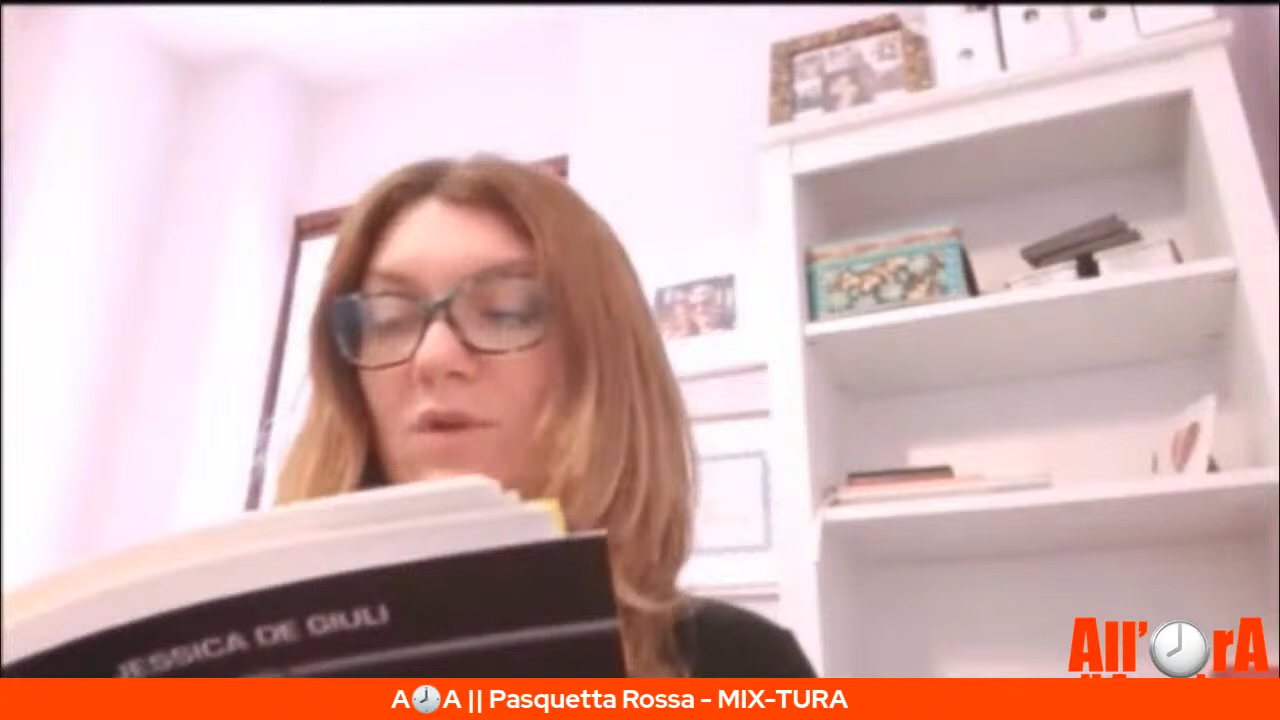 JESSICA DE GIULI
All'🕗rA
A🕗A || Pasquetta Rossa - MIX-TURA